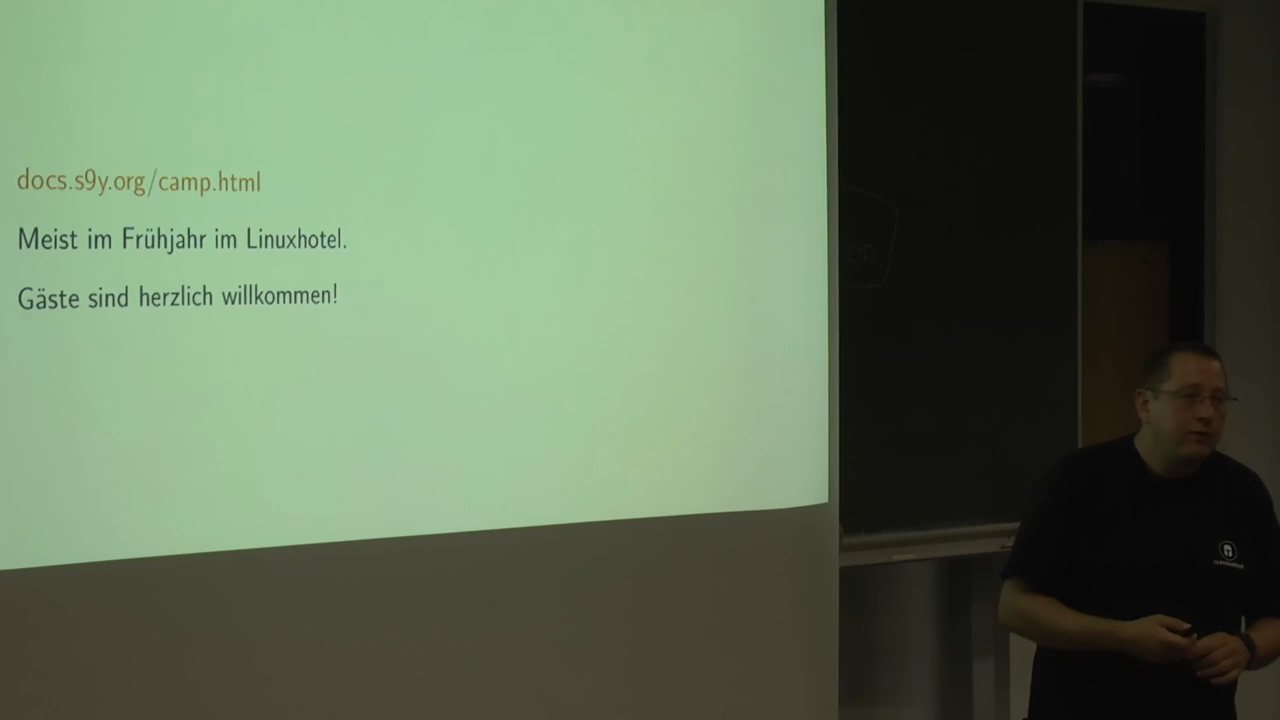 docs.s9y.org/camp.html
Meist im Frühjahr im Linuxhotel.
Gäste sind herzlich willkommen!